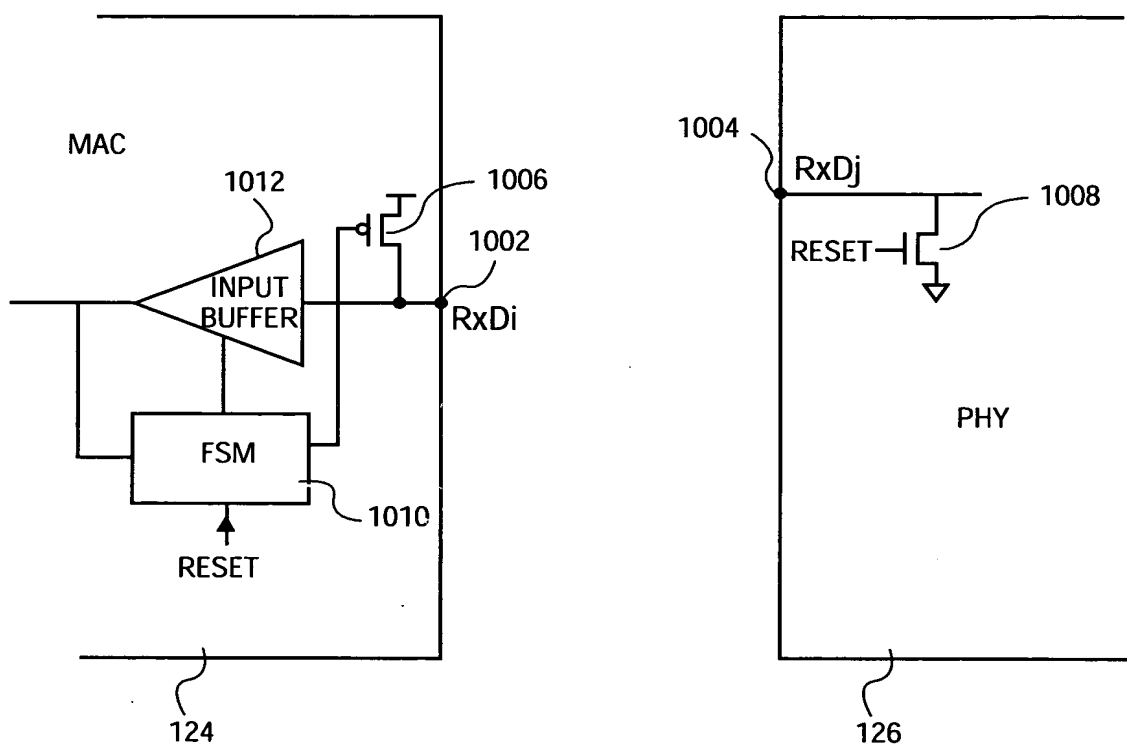 MAC
1012
1006
1002
INPUT
BUFFER
RxDi
FSM
1010
RESET
124
1004
RxDj
1008
RESET
PHY
126